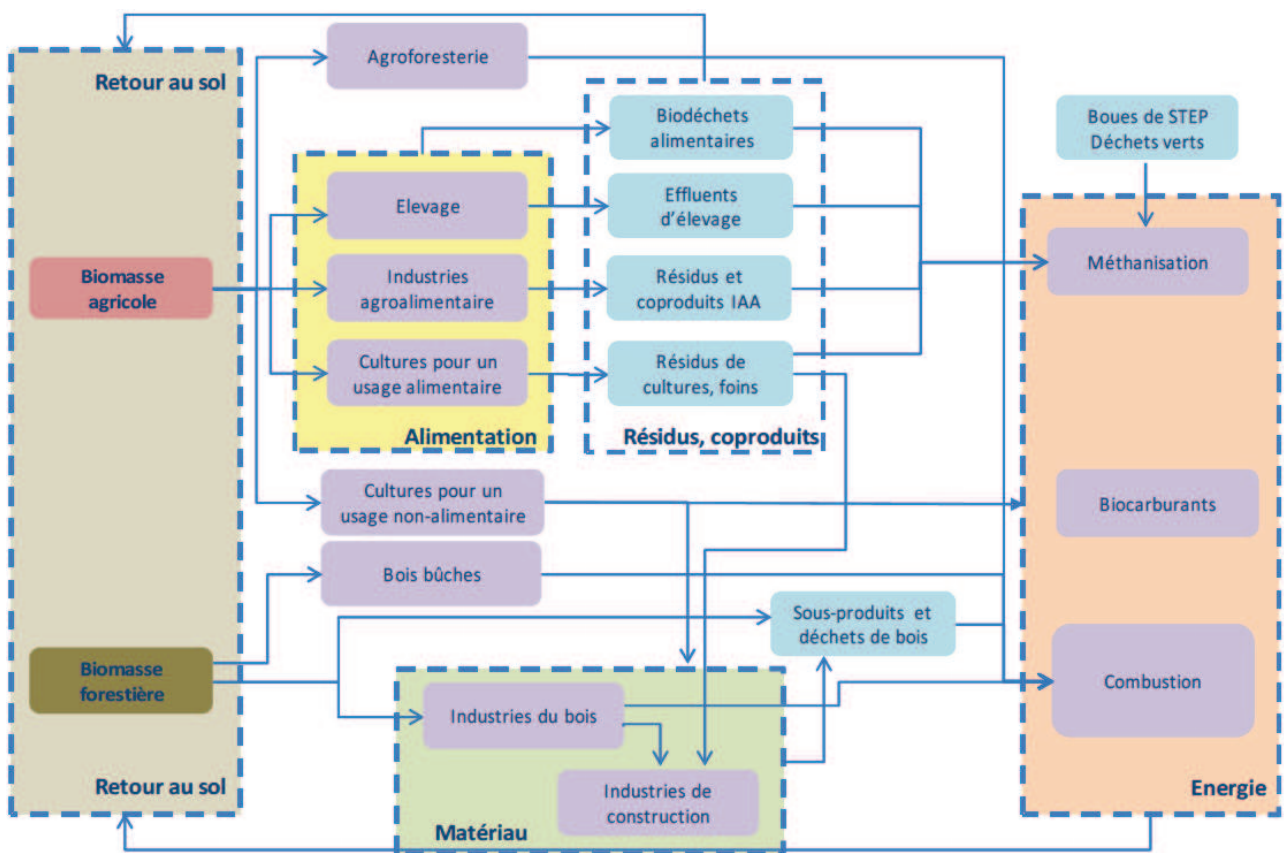 Retour au sol
Agroforesterie
Biodéchets
alimentaires
Boues de STEP
Déchets verts
Elevage
Effluents
d'élevage
Méthanisation
Biomasse
agricole
Industries
agroalimentaire
Résidus et
coproduits IAA
Cultures pour un
usage alimentaire
Résidus de
cultures, foins
Alimentation
Résidus, coproduits
Cultures pour un
usage non-alimentaire
Biocarburants
Bois bûches
Sous-produits et
déchets de bois
Biomasse
forestière
Combustion
Industries du bois
Retour au sol
Industries de
construction
Energie
Matériau